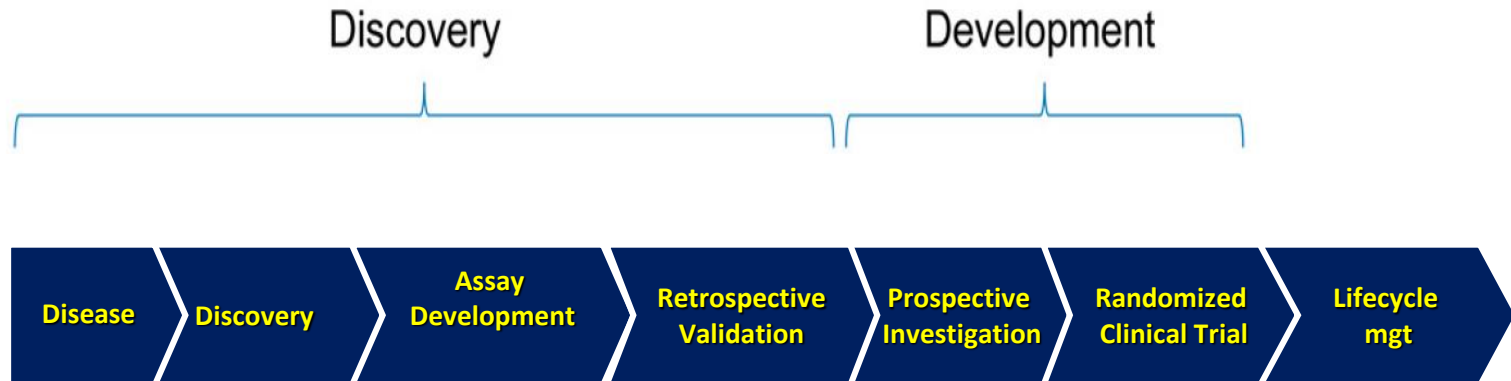 Discovery
Development
Disease
Discovery
Assay
Development
Retrospective
Validation
Prospective
Investigation
Randomized
Clinical Trial
Lifecycle
mgt